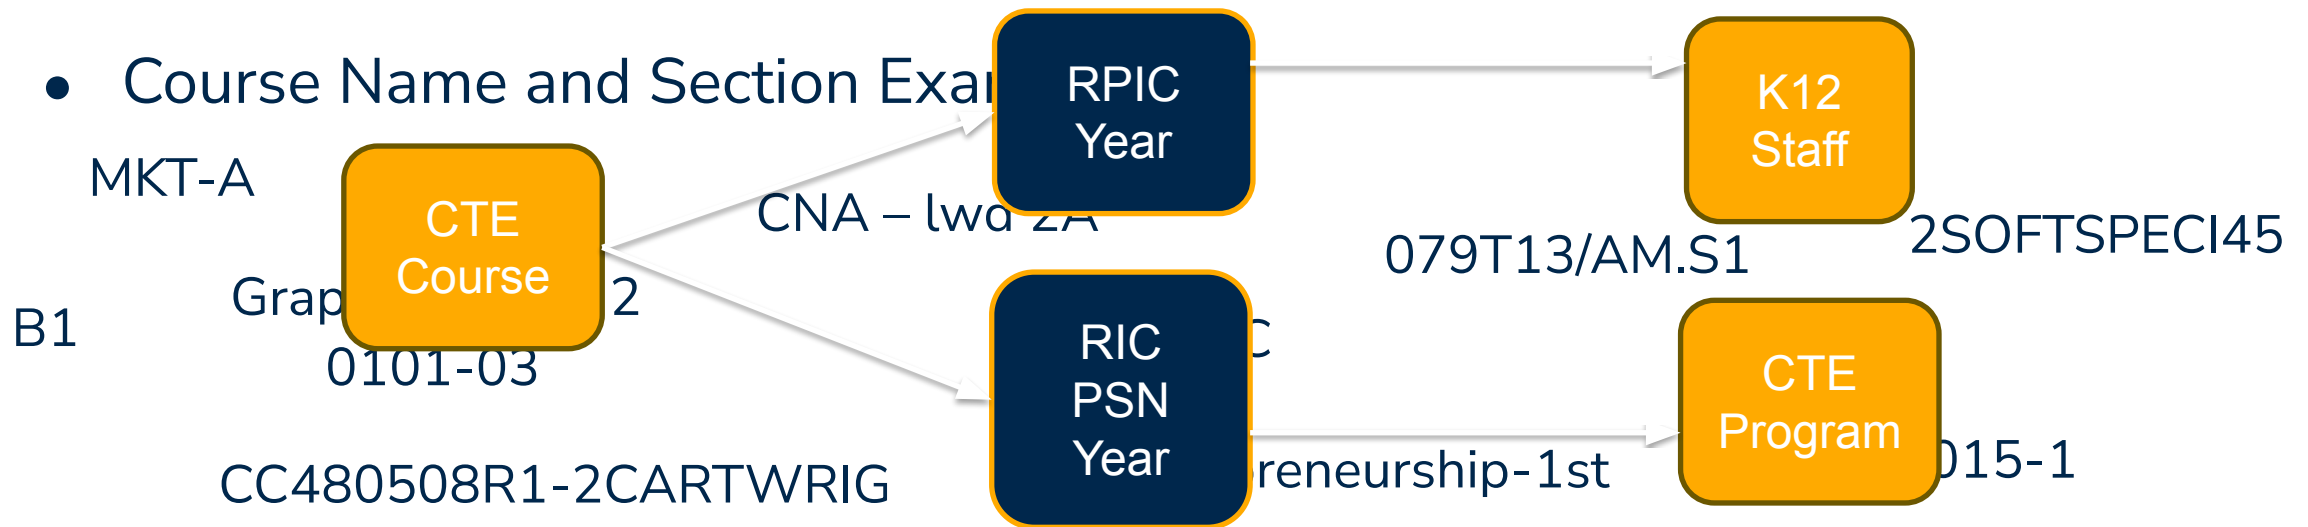 • Course Name and Section Exa
RPIC
Year
K12
Staff
MKT-A
CTE
Course
CNA – lwd 2A
079T13/AM.S1
2SOFTSPECI45
B1
Grap
2
0101-03
RIC
PSN
Year
C
CTE
Program
CC480508R1-2CARTWRIG
preneurship-1st
015-1